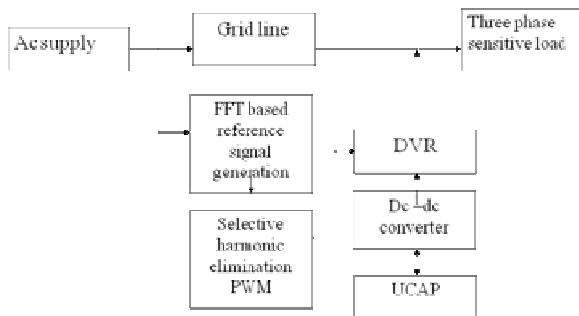 Ac supply
Grid line
Three phase
sensitive load
FFT based
reference
signal
generation
DVR
Dc–dc
converter
Selective
harmonic
elimination
PWM
UCAP